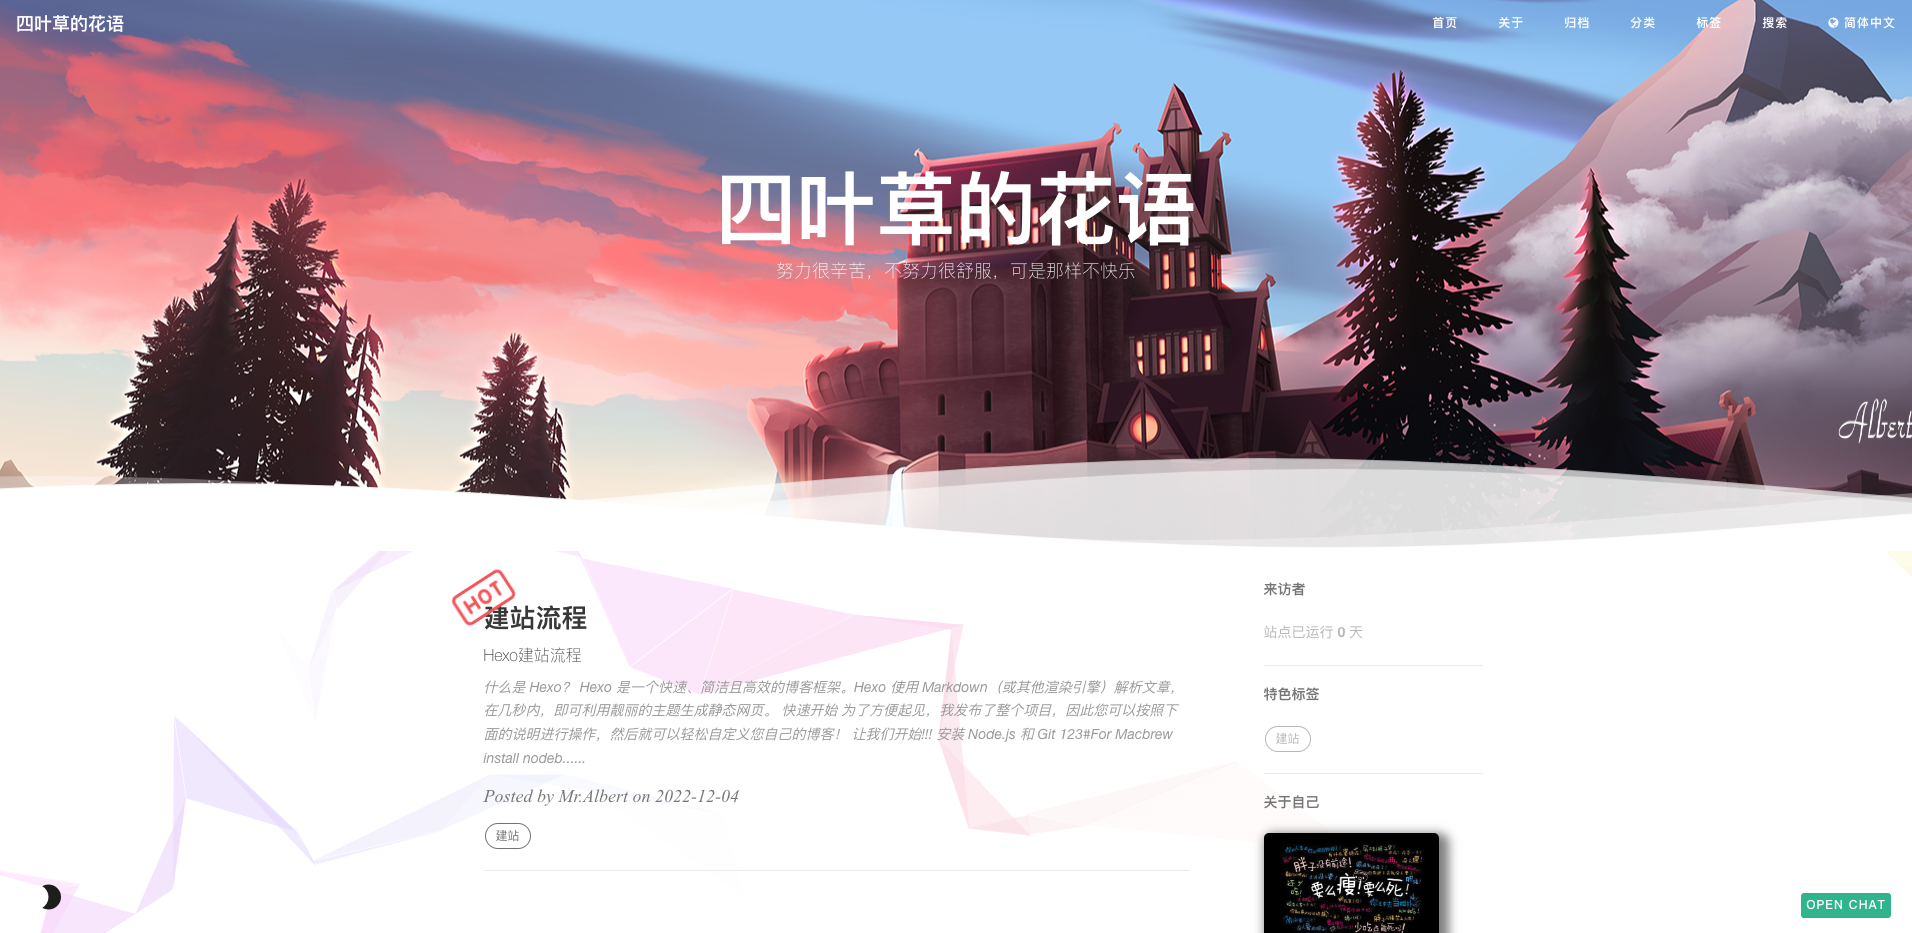 四叶草的花语
首页 关于 归档 分类 标签 搜索 简体中文
四叶草的花语
努力很辛苦，不努力很舒服，可是那样不快乐
Albert
HOT
建站流程
Hexo建站流程
什么是 Hexo？ Hexo 是一个快速、简洁且高效的博客框架。Hexo 使用 Markdown（或其他渲染引擎）解析文章，
在几秒内，即可利用靓丽的主题生成静态网页。 快速开始 为了方便起见，我发布了整个项目，因此您可以按照下
面的说明进行操作，然后就可以轻松自定义您自己的博客！ 让我们开始!!! 安装 Node.js 和 Git 123#For Macbrew
install nodeb......
Posted by Mr.Albert on 2022-12-04
建站
来访者
站点已运行 0 天
特色标签
建站
关于自己
胖子没有前途!
要么瘦!要么死!
少吃点能死吗!
OPEN CHAT